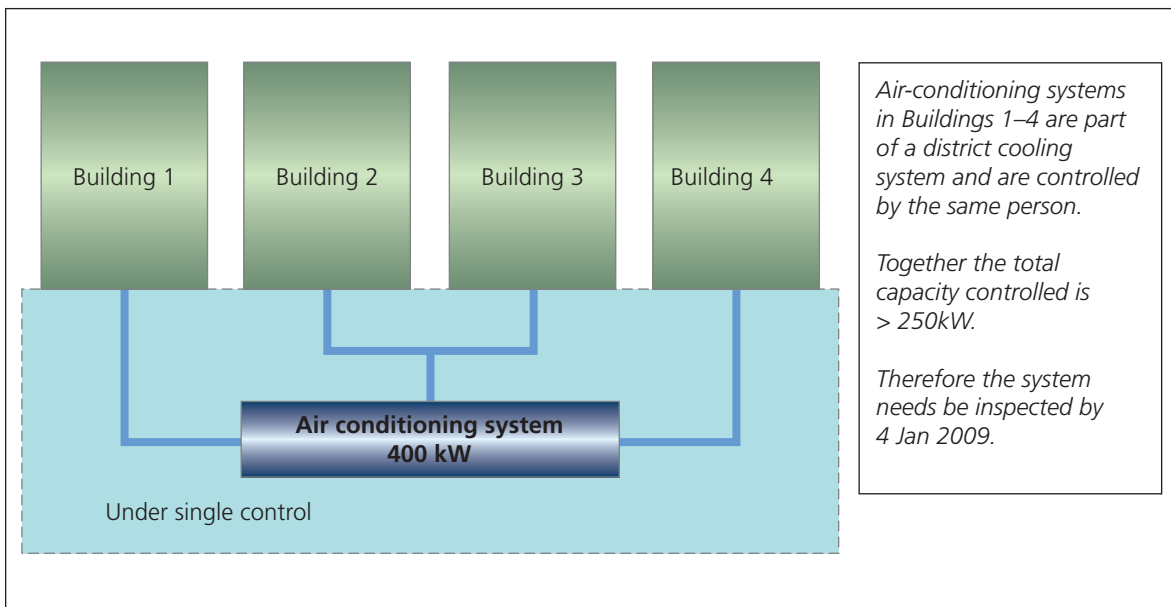 Building 1
Building 2
Building 3
Building 4
Air conditioning system
400 kW
Under single control
Air-conditioning systems
in Buildings 1–4 are part
of a district cooling
system and are controlled
by the same person.
Together the total
capacity controlled is
> 250kW.
Therefore the system
needs be inspected by
4 Jan 2009.